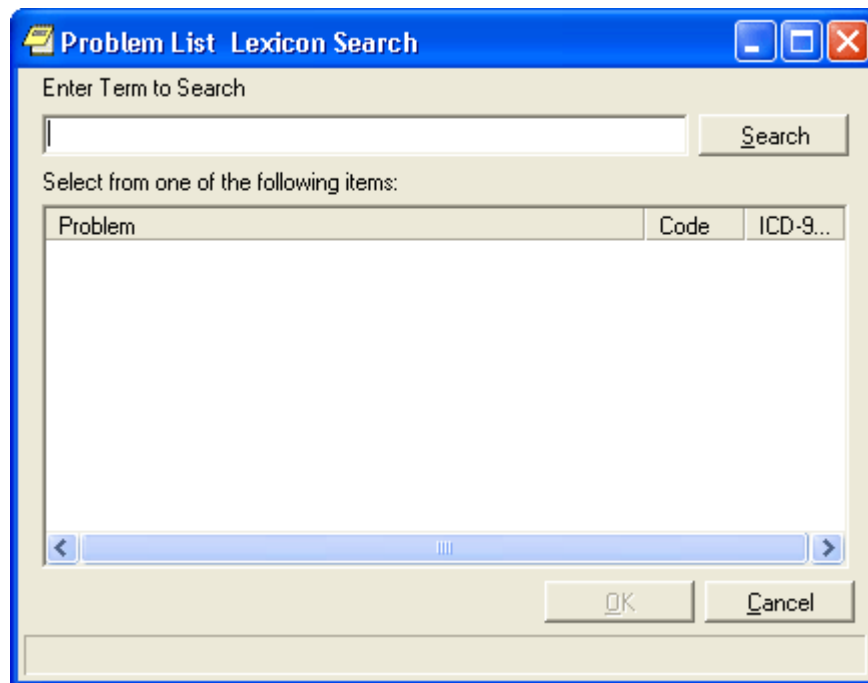 Problem List  Lexicon Search
Enter Term to Search
Search
Select from one of the following items:
Problem Code ICD-9...
OK Cancel